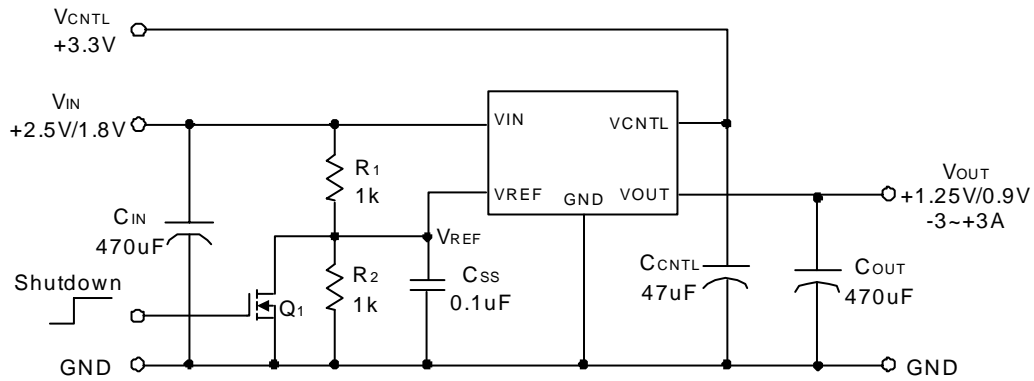 VCNTL
+3.3V
VIN
+2.5V/1.8V
VIN
VCNTL
R1
1k
VREF
GND
VOUT
VOUT
+1.25V/0.9V
-3~+3A
CIN
470uF
VREF
Shutdown
Q1
R2
1k
CSS
0.1uF
CCNTL
47uF
COUT
470uF
GND
GND